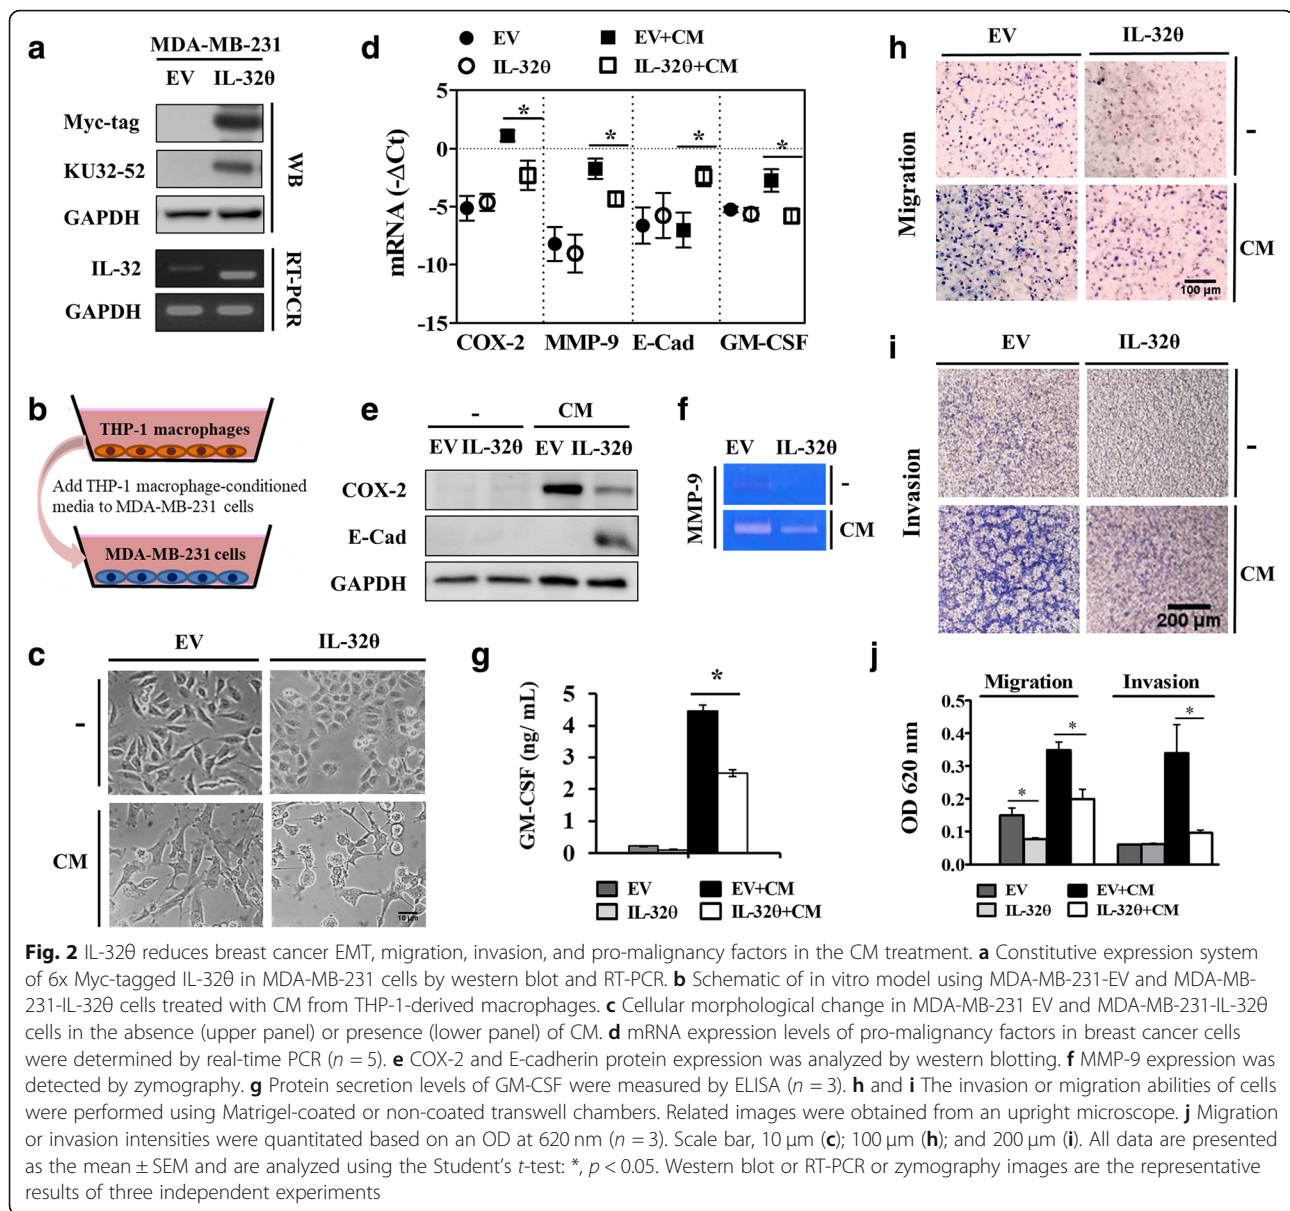 a
MDA-MB-231
EV IL-32θ
Myc-tag
KU32-52
GAPDH
WB
IL-32
GAPDH
RT-PCR
b
THP-1 macrophages
Add THP-1 macrophage-conditioned
media to MDA-MB-231 cells
MDA-MB-231 cells
c
EV IL-32θ
-
CM
10 µm
d
EV EV+CM
IL-32θ IL-32θ+CM
mRNA (-ΔCt)
5
0
-5
-10
-15
* * * *
COX-2 MMP-9 E-Cad GM-CSF
e
- CM
EV IL-32θ EV IL-32θ
COX-2
E-Cad
GAPDH
f
EV IL-32θ
MMP-9
-
CM
g
GM-CSF (ng/ mL)
5
4
3
2
1
0
*
EV EV+CM
IL-32θ IL-32θ+CM
h
EV IL-32θ
Migration
-
CM
100 µm
i
EV IL-32θ
Invasion
-
CM
200 µm
j
Migration Invasion
OD 620 nm
0.5
0.4
0.3
0.2
0.1
0.0
* * *
EV EV+CM
IL-32θ IL-32θ+CM
Fig. 2 IL-32θ reduces breast cancer EMT, migration, invasion, and pro-malignancy factors in the CM treatment. a Constitutive expression system
of 6x Myc-tagged IL-32θ in MDA-MB-231 cells by western blot and RT-PCR. b Schematic of in vitro model using MDA-MB-231-EV and MDA-MB-
231-IL-32θ cells treated with CM from THP-1-derived macrophages. c Cellular morphological change in MDA-MB-231 EV and MDA-MB-231-IL-32θ
cells in the absence (upper panel) or presence (lower panel) of CM. d mRNA expression levels of pro-malignancy factors in breast cancer cells
were determined by real-time PCR (n = 5). e COX-2 and E-cadherin protein expression was analyzed by western blotting. f MMP-9 expression was
detected by zymography. g Protein secretion levels of GM-CSF were measured by ELISA (n = 3). h and i The invasion or migration abilities of cells
were performed using Matrigel-coated or non-coated transwell chambers. Related images were obtained from an upright microscope. j Migration
or invasion intensities were quantitated based on an OD at 620 nm (n = 3). Scale bar, 10 µm (c); 100 µm (h); and 200 µm (i). All data are presented
as the mean ± SEM and are analyzed using the Student's t-test: *, p < 0.05. Western blot or RT-PCR or zymography images are the representative
results of three independent experiments